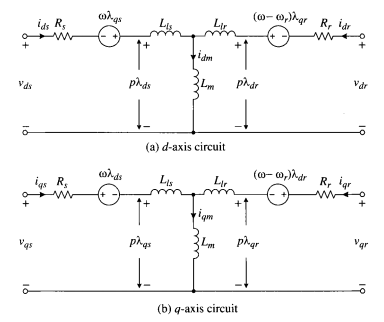 i_ds R_s ωλ_qs L_ls L_lr (ω− ω_r)λ_qr R_r i_dr
+ − + + + − + +
i_dm
v_ds pλ_ds L_m pλ_dr v_dr
− − − −
(a) d-axis circuit
i_qs R_s ωλ_ds L_ls L_lr (ω− ω_r)λ_dr R_r i_qr
+ + − + + − + +
i_qm
v_qs pλ_qs L_m pλ_qr v_qr
− − − −
(b) q-axis circuit